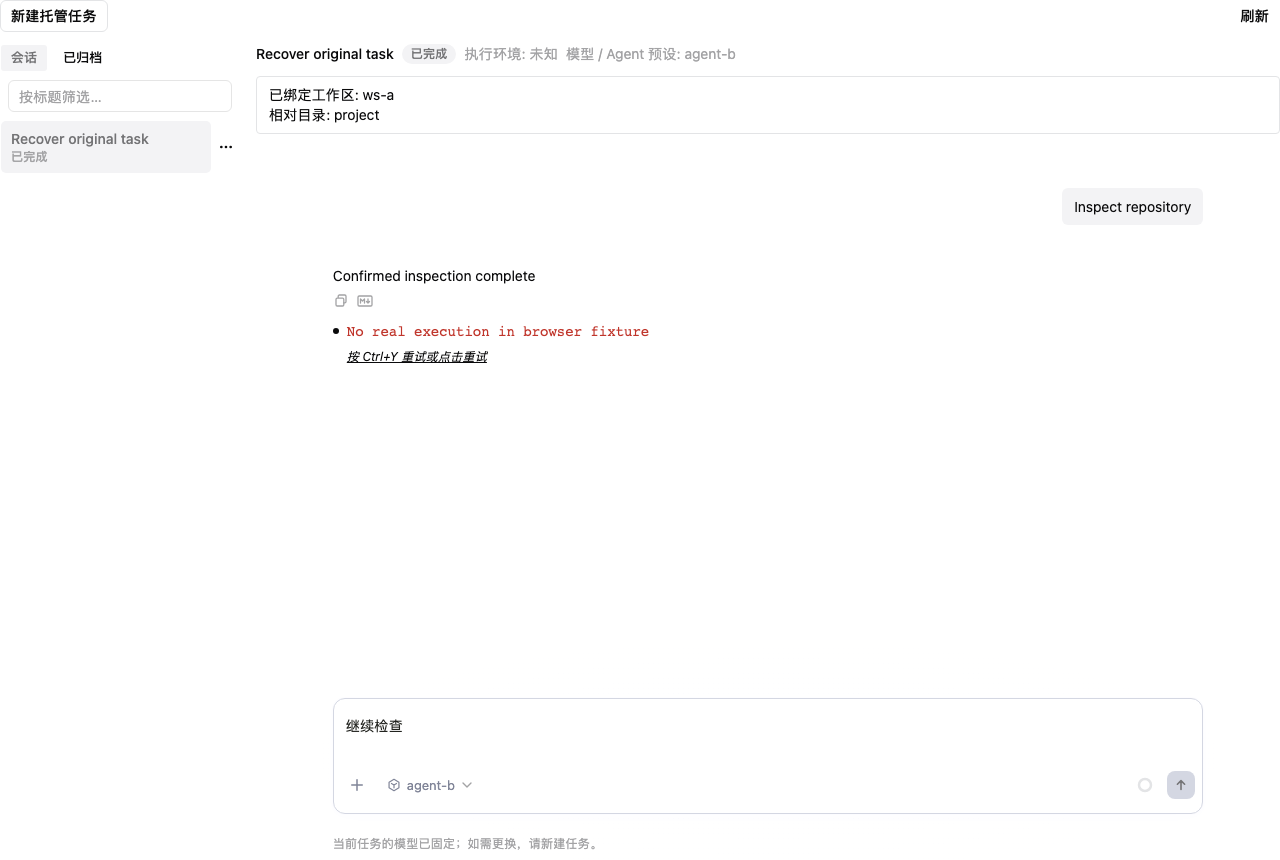 新建托管任务
刷新
会话
已归档
按标题筛选...
Recover original task
已完成
...
Recover original task
已完成
执行环境: 未知
模型 / Agent 预设: agent-b
已绑定工作区: ws-a
相对目录: project
Inspect repository
Confirmed inspection complete
No real execution in browser fixture
按 Ctrl+Y 重试或点击重试
继续检查
agent-b
当前任务的模型已固定；如需更换，请新建任务。